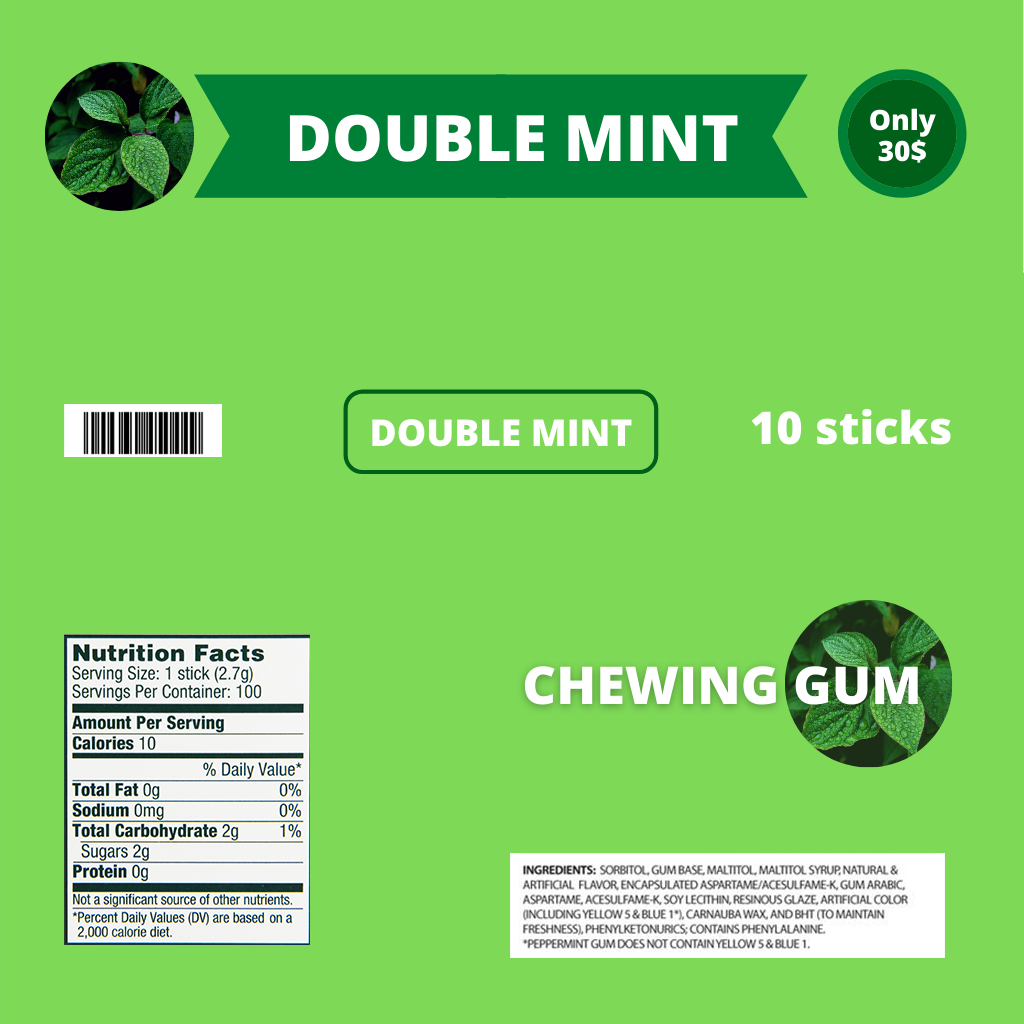 DOUBLE MINT
Only
30$
DOUBLE MINT
10 sticks
Nutrition Facts
Serving Size: 1 stick (2.7g)
Servings Per Container: 100
Amount Per Serving
Calories 10
% Daily Value*
Total Fat 0g 0%
Sodium 0mg 0%
Total Carbohydrate 2g 1%
Sugars 2g
Protein 0g
Not a significant source of other nutrients.
*Percent Daily Values (DV) are based on a
2,000 calorie diet.
CHEWING GUM
INGREDIENTS: SORBITOL, GUM BASE, MALTITOL, MALTITOL SYRUP, NATURAL &
ARTIFICIAL FLAVOR, ENCAPSULATED ASPARTAME/ACESULFAME-K, GUM ARABIC,
ASPARTAME, ACESULFAME-K, SOY LECITHIN, RESINOUS GLAZE, ARTIFICIAL COLOR
(INCLUDING YELLOW 5 & BLUE 1*), CARNAUBA WAX, AND BHT (TO MAINTAIN
FRESHNESS), PHENYLKETONURICS; CONTAINS PHENYLALANINE.
*PEPPERMINT GUM DOES NOT CONTAIN YELLOW 5 & BLUE 1.